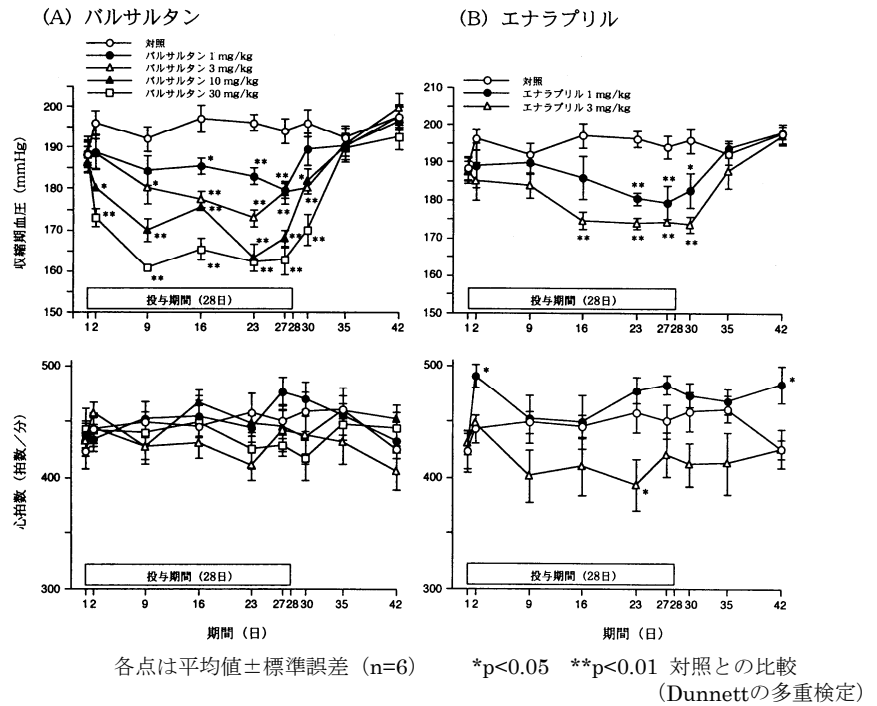 (A) バルサルタン
対照
バルサルタン 1 mg/kg
バルサルタン 3 mg/kg
バルサルタン 10 mg/kg
バルサルタン 30 mg/kg
収縮期血圧 (mmHg)
200
190
180
170
160
150
* * ** ** * ** ** ** ** * ** ** ** ** ** ** ** ** ** **
投与期間 (28日)
1 2 9 16 23 27 28 30 35 42
(B) エナラプリル
対照
エナラプリル 1 mg/kg
エナラプリル 3 mg/kg
210
200
190
180
170
160
150
** ** * ** ** ** **
投与期間 (28日)
1 2 9 16 23 27 28 30 35 42
心拍数 (拍数/分)
500
400
300
投与期間 (28日)
1 2 9 16 23 27 28 30 35 42
期間 (日)
500
400
300
* * *
投与期間 (28日)
1 2 9 16 23 27 28 30 35 42
期間 (日)
各点は平均値±標準誤差 (n=6) *p<0.05 **p<0.01 対照との比較
(Dunnettの多重検定)